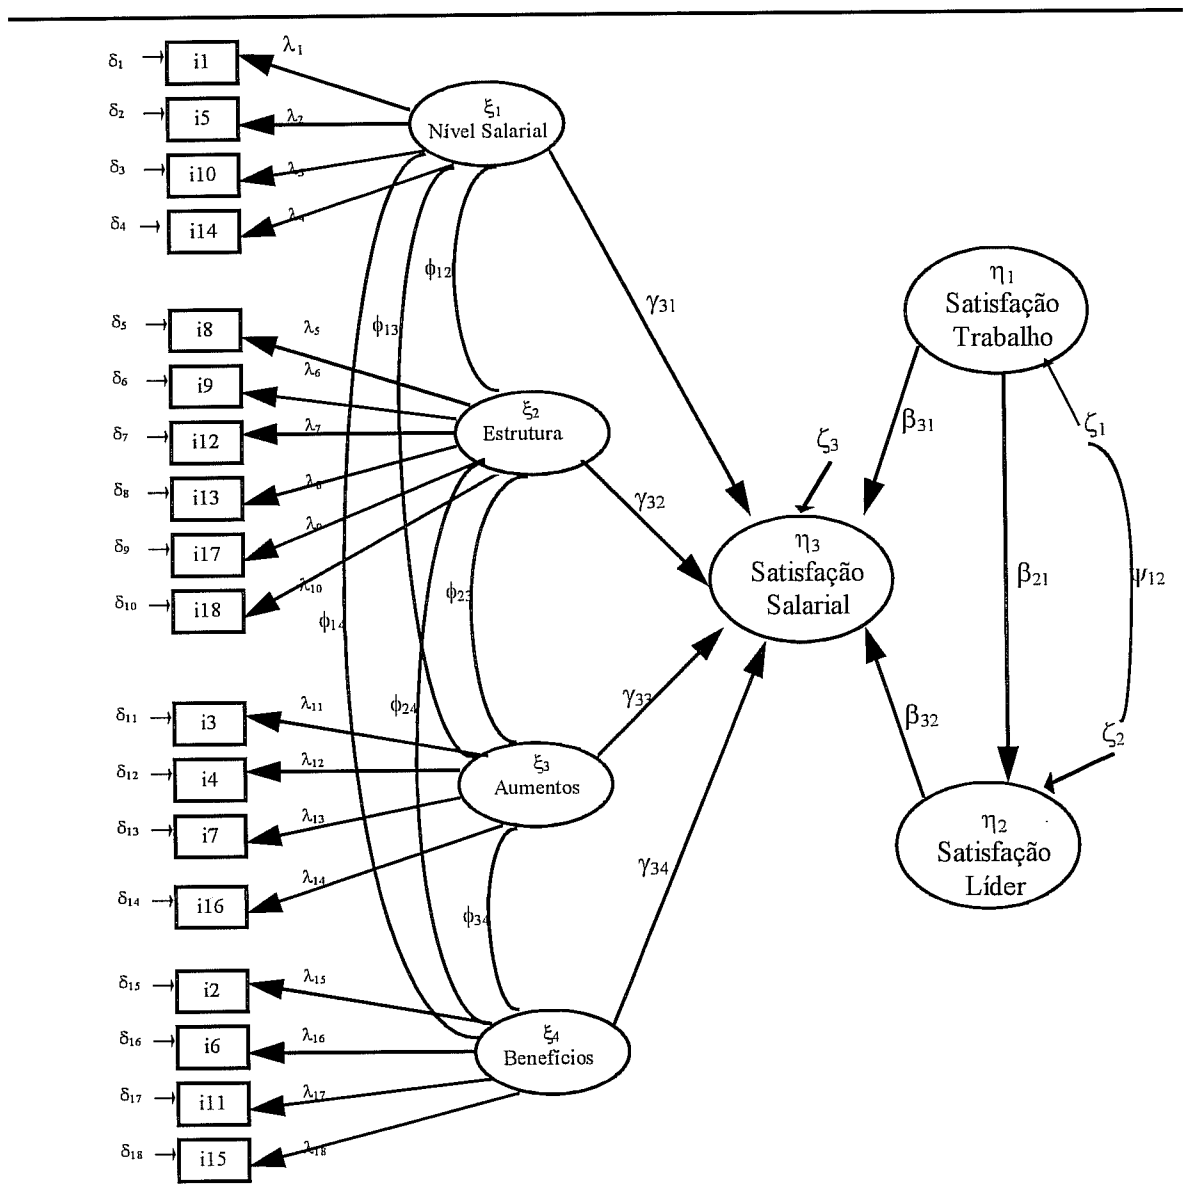 δ1
i1
λ1
δ2
i5
λ2
δ3
i10
λ3
δ4
i14
λ4
ξ1
Nível Salarial
ϕ12
ϕ13
γ31
η1
Satisfação
Trabalho
δ5
i8
λ5
δ6
i9
λ6
δ7
i12
λ7
δ8
i13
λ8
δ9
i17
λ9
δ10
i18
λ10
ξ2
Estrutura
γ32
ζ3
β31
ζ1
η3
Satisfação
Salarial
β21
ψ12
ϕ23
ϕ14
ϕ24
γ33
β32
ζ2
δ11
i3
λ11
δ12
i4
λ12
δ13
i7
λ13
δ14
i16
λ14
ξ3
Aumentos
η2
Satisfação
Líder
γ34
ϕ34
δ15
i2
λ15
δ16
i6
λ16
δ17
i11
λ17
δ18
i15
λ18
ξ4
Benefícios